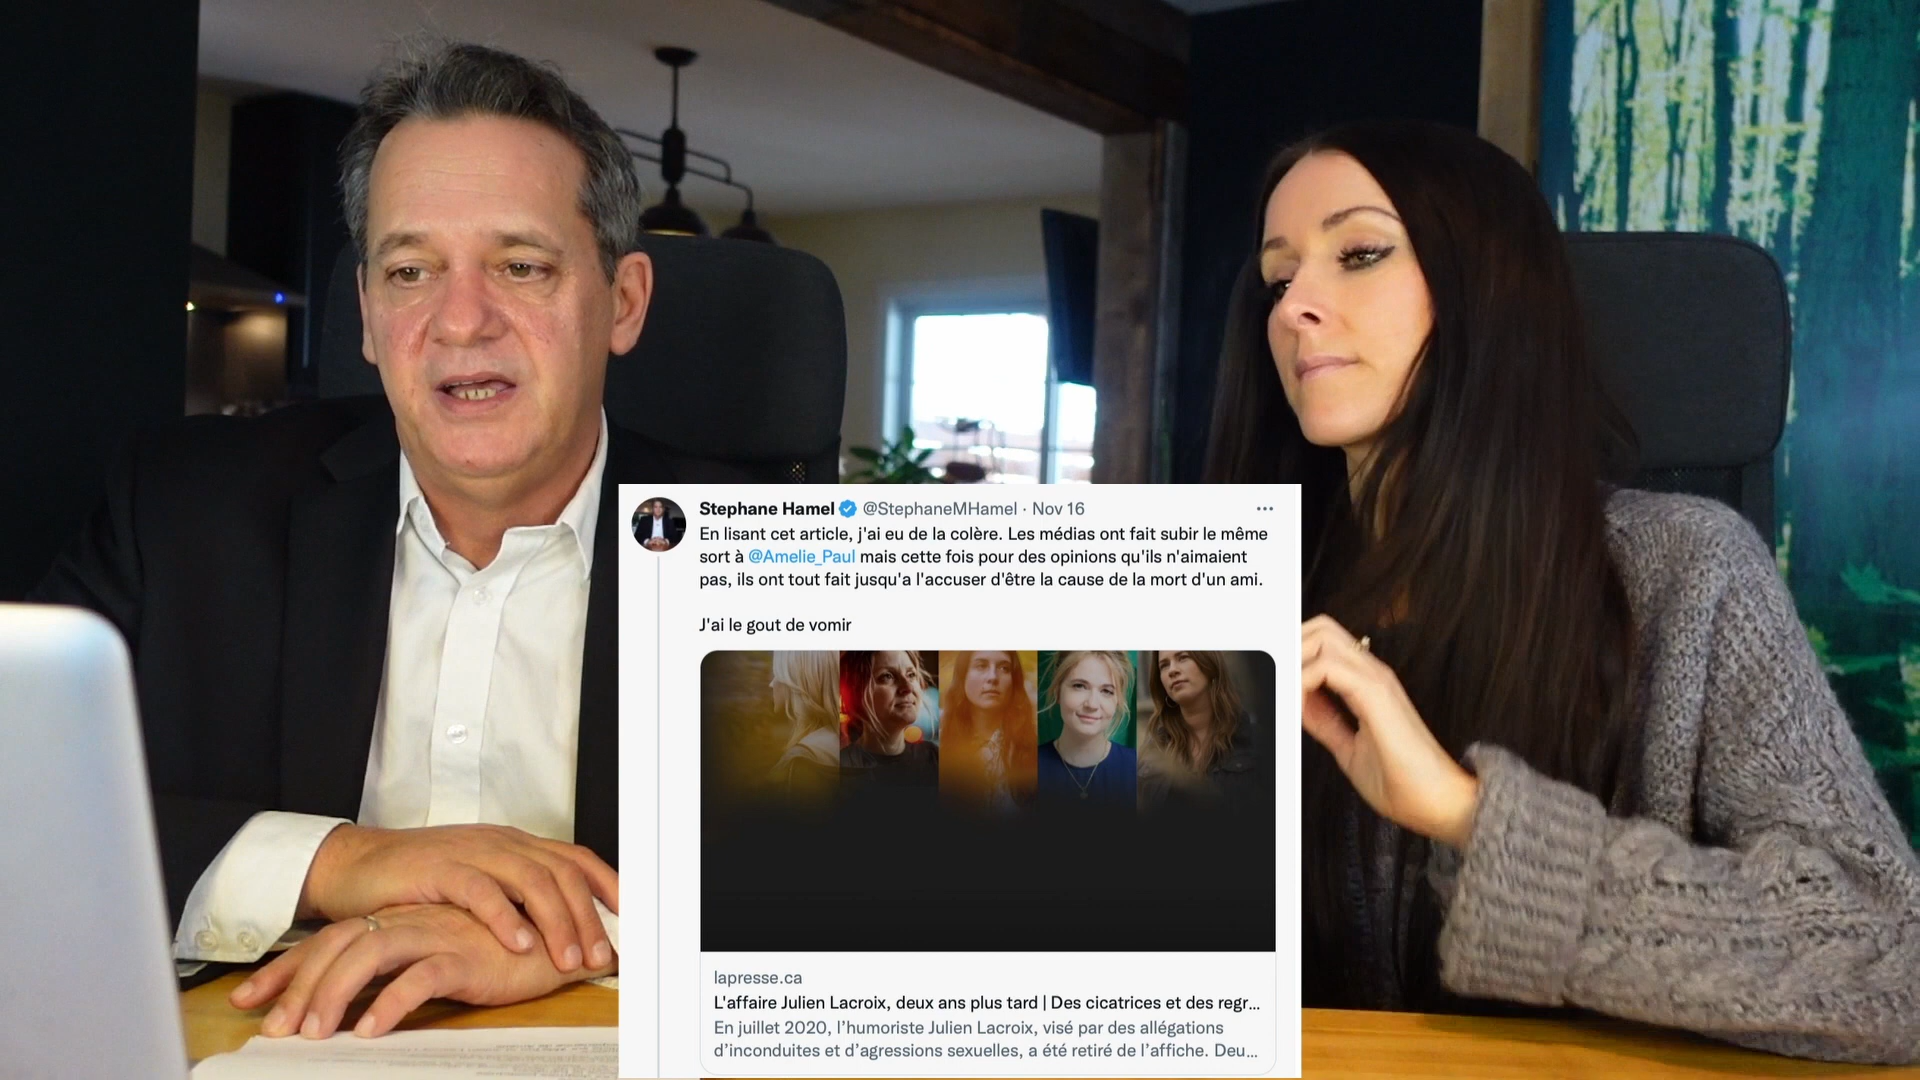 Stephane Hamel @StephaneMHamel · Nov 16
En lisant cet article, j'ai eu de la colère. Les médias ont fait subir le même
sort à @Amelie_Paul mais cette fois pour des opinions qu'ils n'aimaient
pas, ils ont tout fait jusqu'a l'accuser d'être la cause de la mort d'un ami.
J'ai le gout de vomir
lapresse.ca
L'affaire Julien Lacroix, deux ans plus tard | Des cicatrices et des regr...
En juillet 2020, l’humoriste Julien Lacroix, visé par des allégations
d’inconduites et d’agressions sexuelles, a été retiré de l’affiche. Deu...